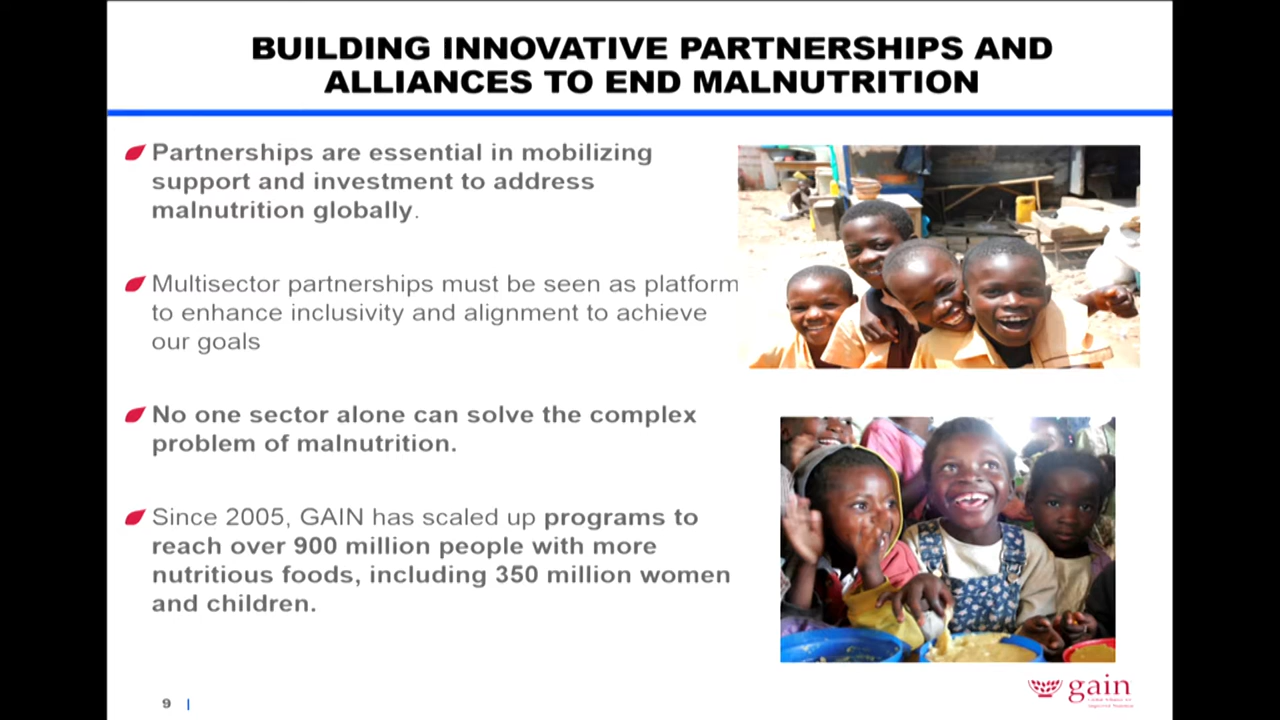 BUILDING INNOVATIVE PARTNERSHIPS AND
ALLIANCES TO END MALNUTRITION
Partnerships are essential in mobilizing
support and investment to address
malnutrition globally.
Multisector partnerships must be seen as platform
to enhance inclusivity and alignment to achieve
our goals
No one sector alone can solve the complex
problem of malnutrition.
Since 2005, GAIN has scaled up programs to
reach over 900 million people with more
nutritious foods, including 350 million women
and children.
9 |
gain